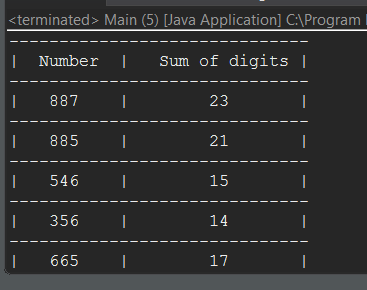 <terminated> Main (5) [Java Application] C:\Program
-----------------------------
| Number | Sum of digits |
-----------------------------
| 887 | 23 |
-----------------------------
| 885 | 21 |
-----------------------------
| 546 | 15 |
-----------------------------
| 356 | 14 |
-----------------------------
| 665 | 17 |